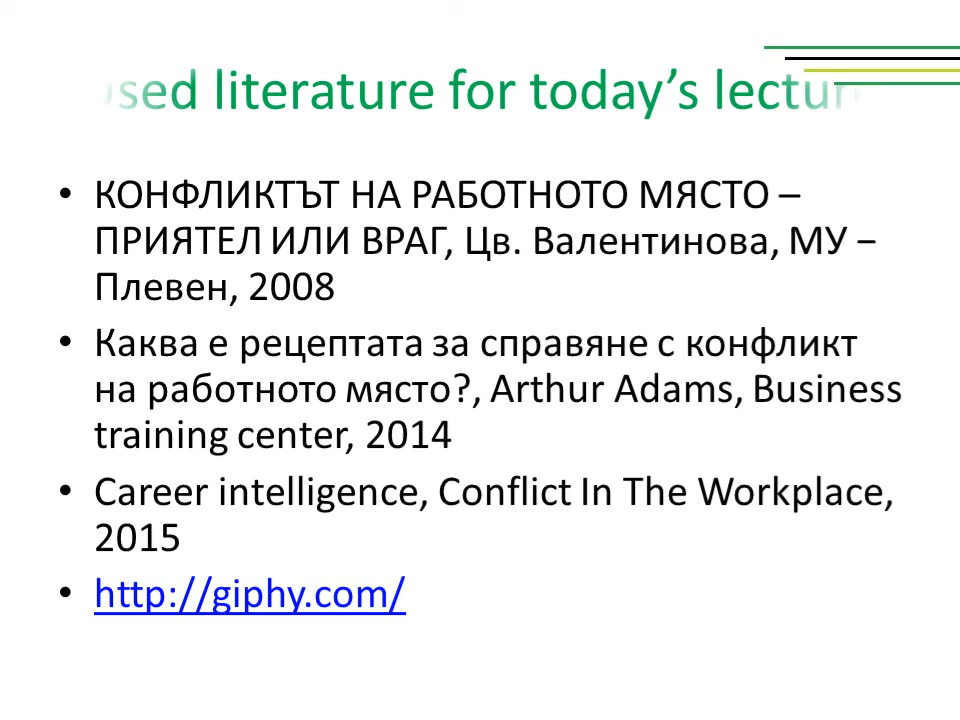 used literature for today's lecture
• КОНФЛИКТЪТ НА РАБОТНОТО МЯСТО –
ПРИЯТЕЛ ИЛИ ВРАГ, Цв. Валентинова, МУ –
Плевен, 2008
• Каква е рецептата за справяне с конфликт
на работното място?, Arthur Adams, Business
training center, 2014
• Career intelligence, Conflict In The Workplace,
2015
• http://giphy.com/